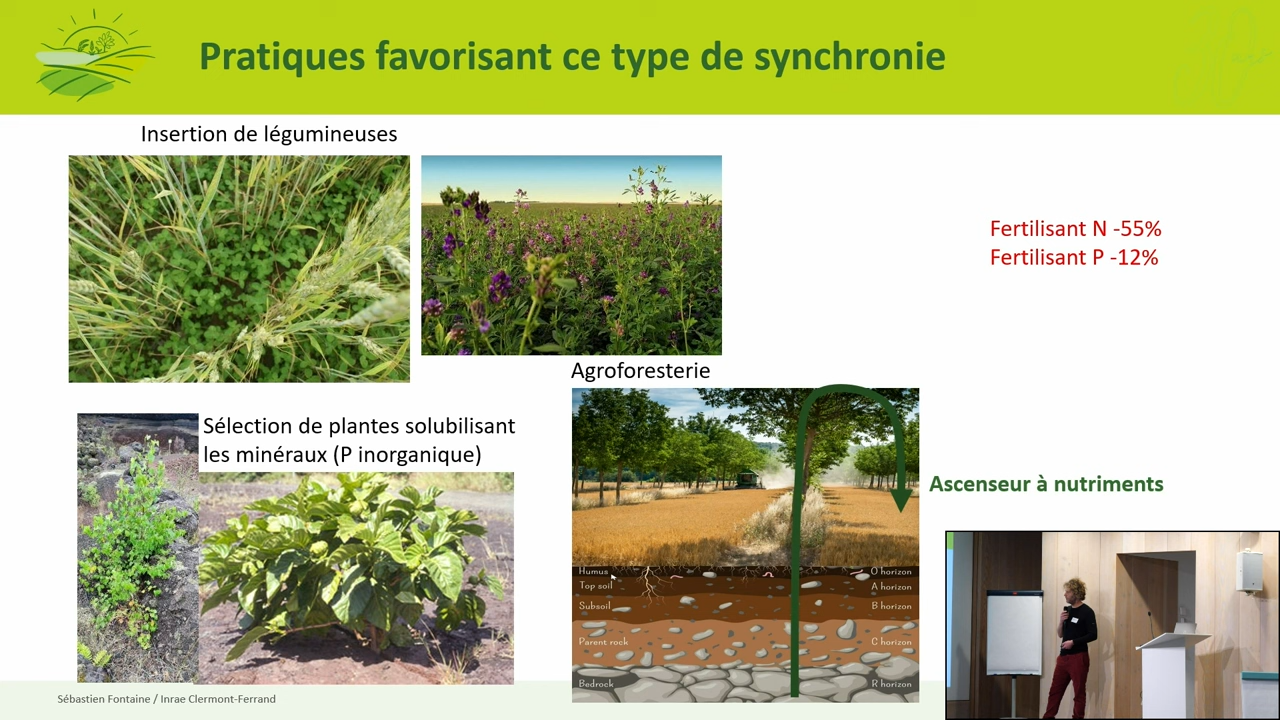 Pratiques favorisant ce type de synchronie
Insertion de légumineuses
Fertilisant N -55%
Fertilisant P -12%
Agroforesterie
Sélection de plantes solubilisant
les minéraux (P inorganique)
Ascenseur à nutriments
Humus
O horizon
Top soil
A horizon
Subsoil
B horizon
Parent rock
C horizon
Bedrock
R horizon
Sébastien Fontaine / Inrae Clermont-Ferrand